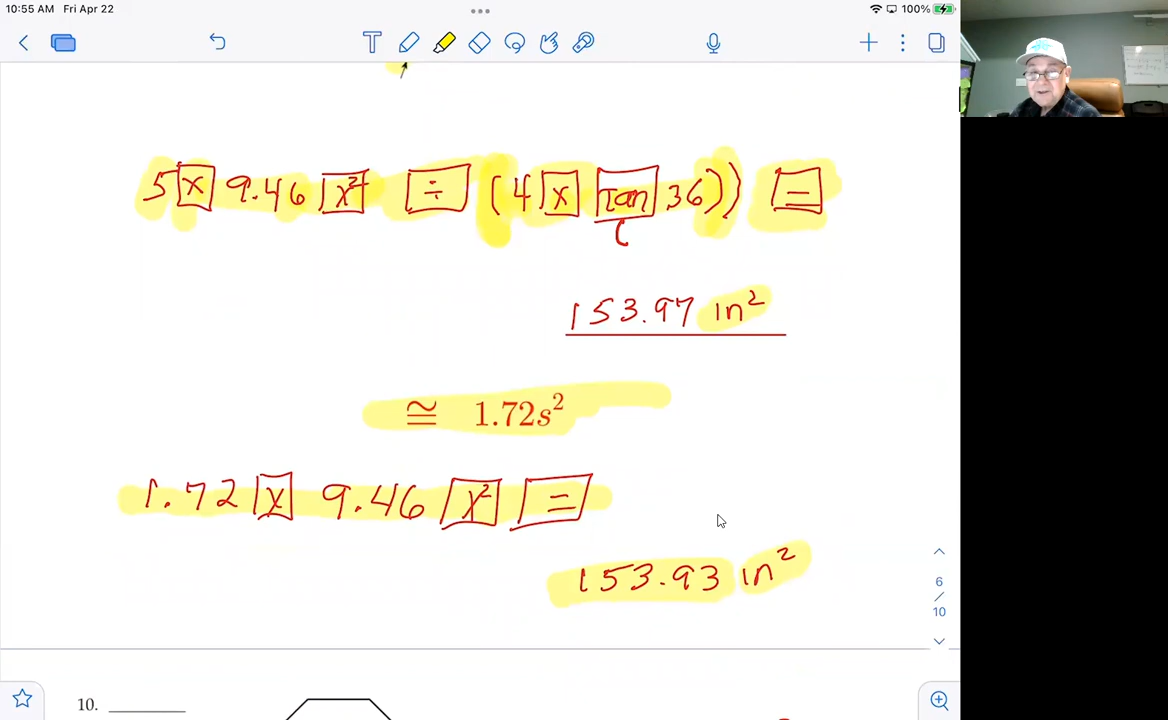 10:55 AM Fri Apr 22
100%
5 x 9.46 x² ÷ (4 x Tan 36)) =
(
153.97 in²
≅ 1.72s²
1.72 x 9.46 x² =
153.93 in²
6
/
10
10. ________